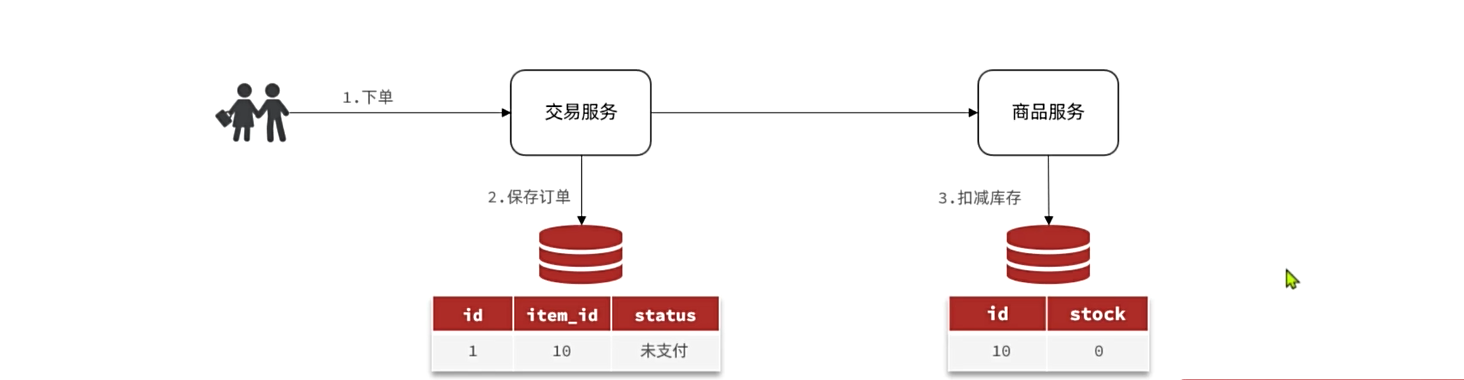 1.下单
交易服务
商品服务
2.保存订单
3.扣减库存
id item_id status
1 10 未支付
id stock
10 0